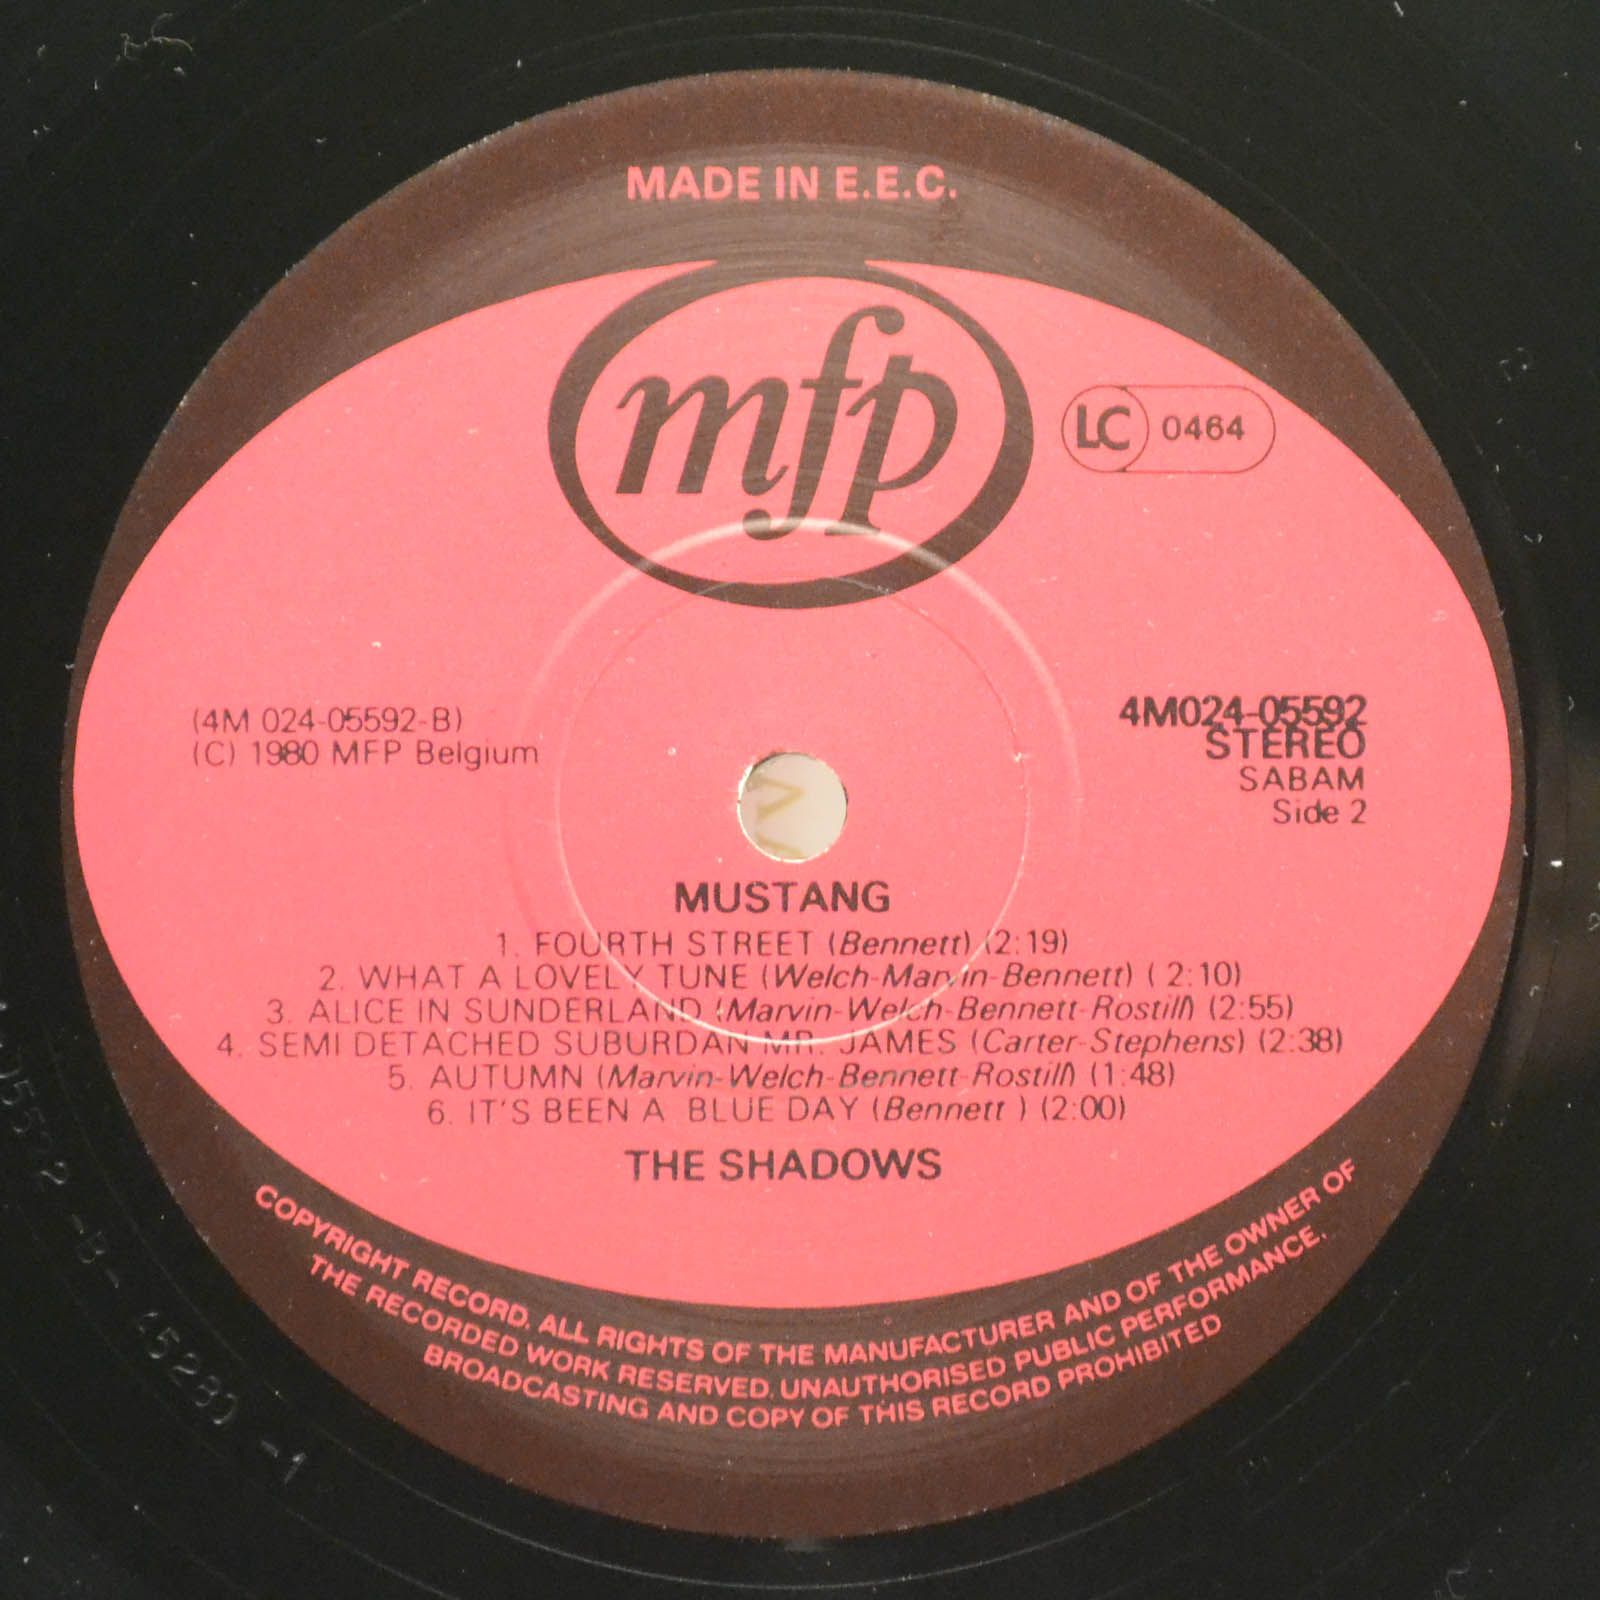 MADE IN E.E.C.
mfp
LC 0464
(4M 024-05592-B)
(C) 1980 MFP Belgium
4M024-05592
STEREO
SABAM
Side 2
MUSTANG
1. FOURTH STREET (Bennett) (2:19)
2. WHAT A LOVELY TUNE (Welch-Marvin-Bennett) ( 2:10)
3. ALICE IN SUNDERLAND (Marvin-Welch-Bennett-Rostill) (2:55)
4. SEMI DETACHED SUBURDAN MR. JAMES (Carter-Stephens) (2:38)
5. AUTUMN (Marvin-Welch-Bennett-Rostill) (1:48)
6. IT'S BEEN A BLUE DAY (Bennett ) (2:00)
THE SHADOWS
COPYRIGHT RECORD. ALL RIGHTS OF THE MANUFACTURER AND OF THE OWNER OF
THE RECORDED WORK RESERVED. UNAUTHORISED PUBLIC PERFORMANCE.
BROADCASTING AND COPY OF THIS RECORD PROHIBITED